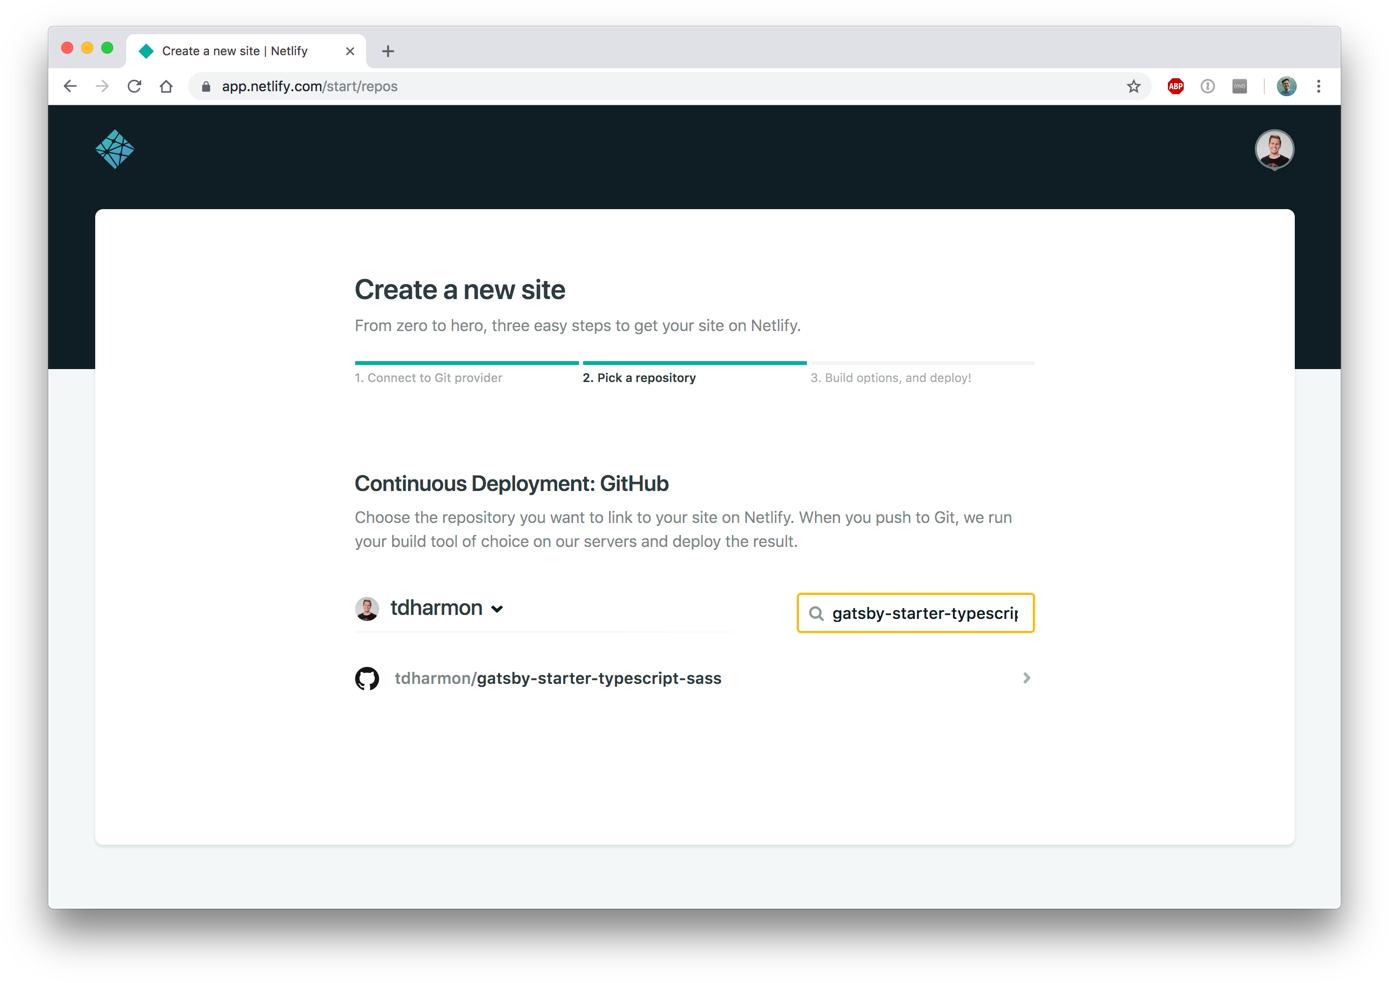 Create a new site | Netlify
app.netlify.com/start/repos
ABP
Create a new site
From zero to hero, three easy steps to get your site on Netlify.
1. Connect to Git provider
2. Pick a repository
3. Build options, and deploy!
Continuous Deployment: GitHub
Choose the repository you want to link to your site on Netlify. When you push to Git, we run
your build tool of choice on our servers and deploy the result.
tdharmon
gatsby-starter-typescrip
tdharmon/gatsby-starter-typescript-sass